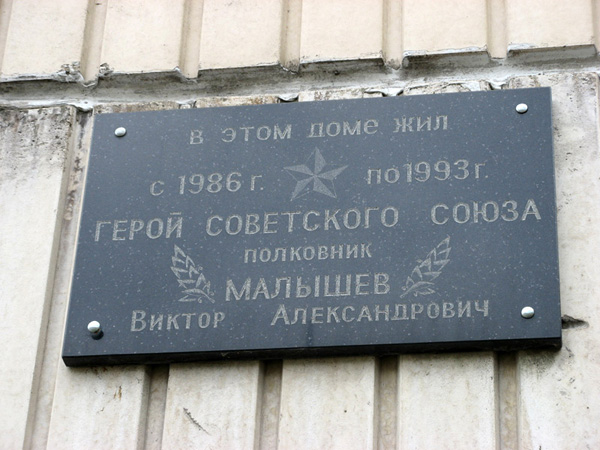 В ЭТОМ ДОМЕ ЖИЛ
С 1986 Г. ПО 1993 Г.
ГЕРОЙ СОВЕТСКОГО СОЮЗА
ПОЛКОВНИК
МАЛЫШЕВ
ВИКТОР АЛЕКСАНДРОВИЧ